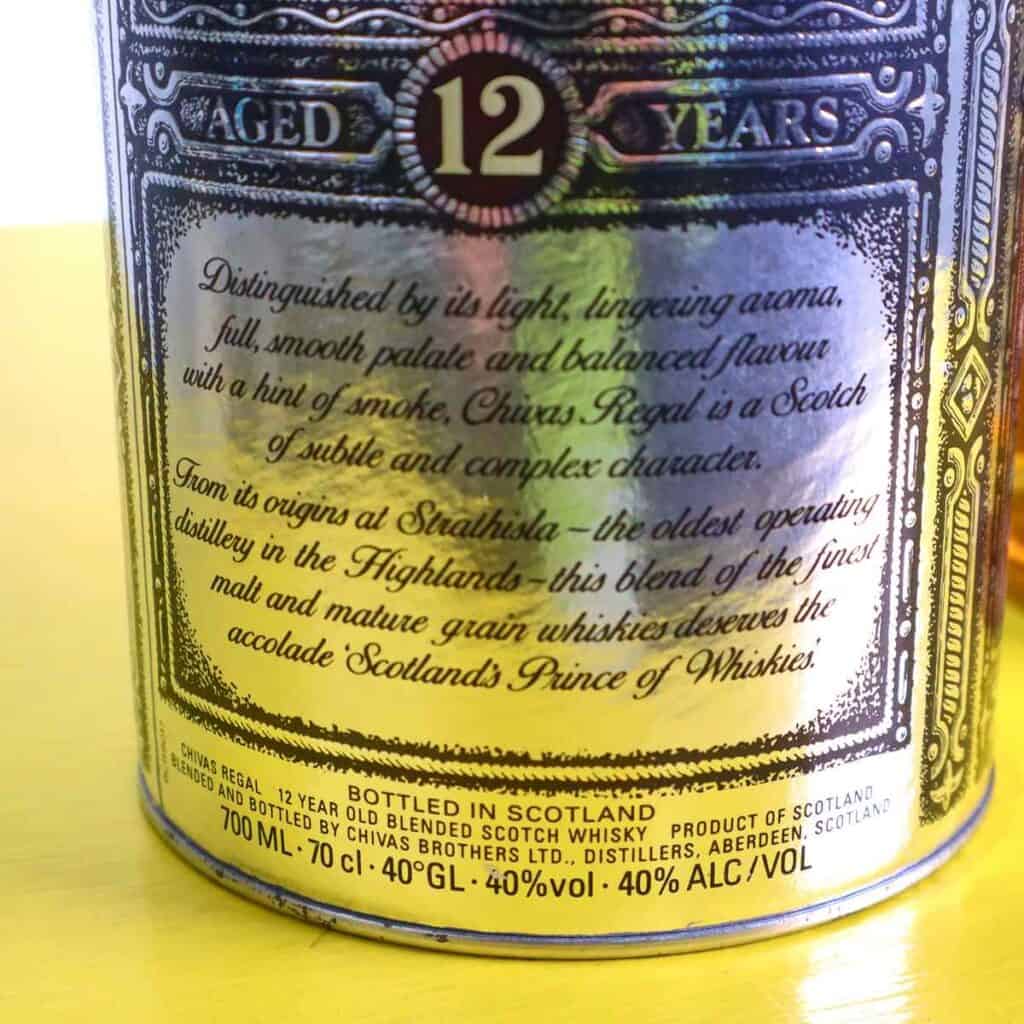 AGED 12 YEARS
Distinguished by its light, lingering aroma,
full, smooth palate and balanced flavour
with a hint of smoke, Chivas Regal is a Scotch
of subtle and complex character.
From its origins at Strathisla – the oldest operating
distillery in the Highlands – this blend of the finest
malt and mature grain whiskies deserves the
accolade 'Scotland's Prince of Whiskies'.
BOTTLED IN SCOTLAND
CHIVAS REGAL 12 YEAR OLD BLENDED SCOTCH WHISKY PRODUCT OF SCOTLAND
BLENDED AND BOTTLED BY CHIVAS BROTHERS LTD., DISTILLERS, ABERDEEN, SCOTLAND
700 ML · 70 cl · 40°GL · 40%vol · 40% ALC/VOL